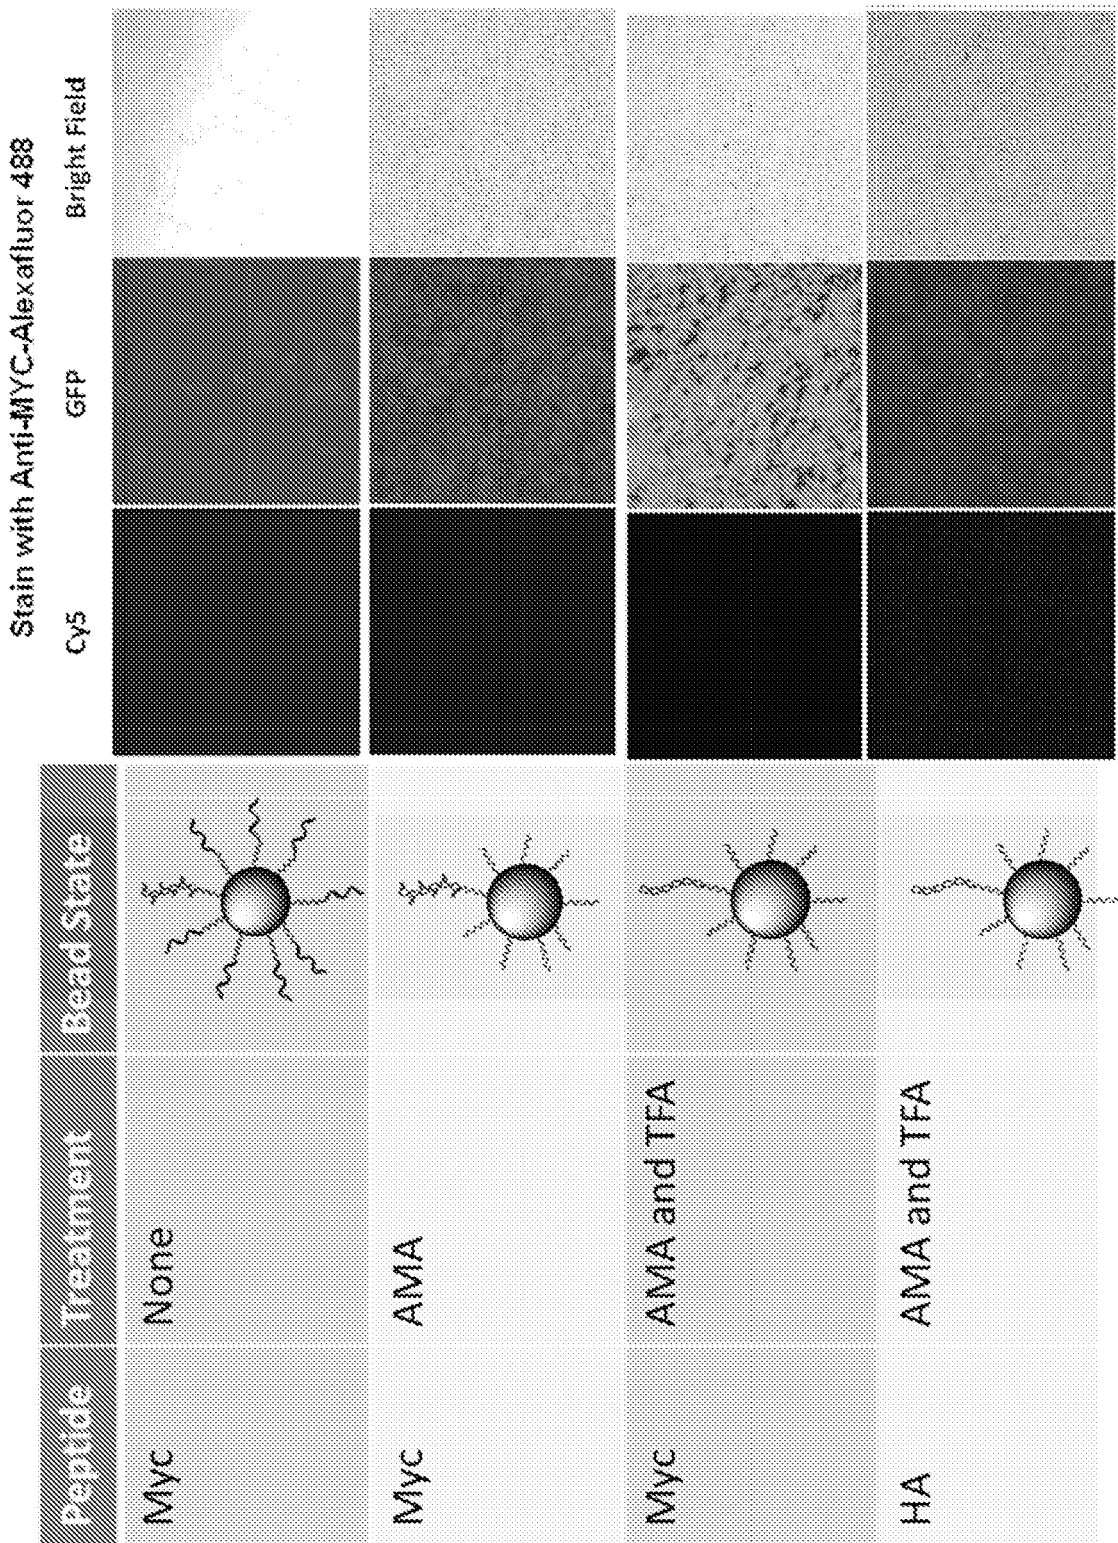 Stain with Anti-MYC-Alexafluor 488
Peptide Treatment Bead State Cy5 GFP Bright Field
Myc None
Myc AMA
Myc AMA and TFA
HA AMA and TFA